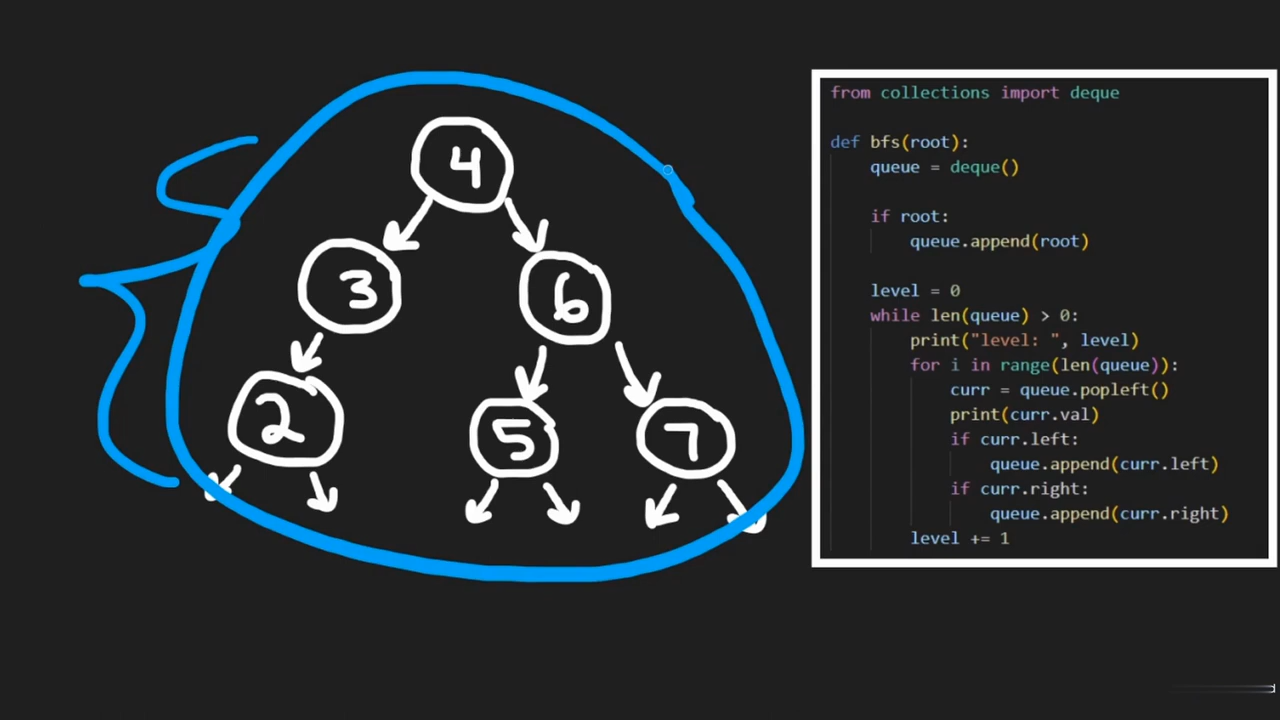 4
3
6
2
5
7
from collections import deque
def bfs(root):
    queue = deque()
    if root:
        queue.append(root)
    level = 0
    while len(queue) > 0:
        print("level: ", level)
        for i in range(len(queue)):
            curr = queue.popleft()
            print(curr.val)
            if curr.left:
                queue.append(curr.left)
            if curr.right:
                queue.append(curr.right)
        level += 1